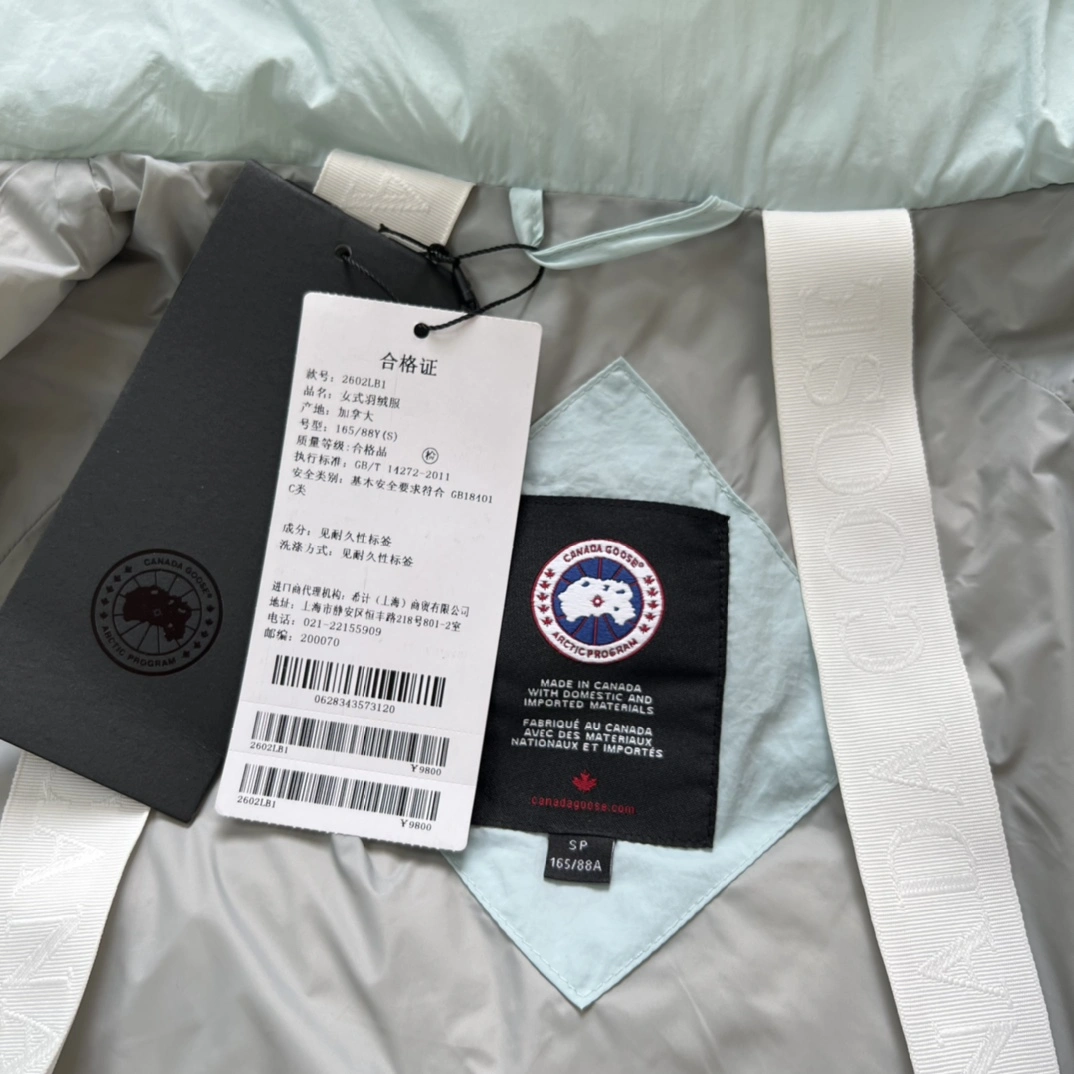 合格证
款号: 2602LB1
品名: 女式羽绒服
产地: 加拿大
号型: 165/88Y(S)
质量等级:合格品 检
执行标准: GB/T 14272-2011
安全类别: 基本安全要求符合 GB18401
C类
成分: 见耐久性标签
洗涤方式: 见耐久性标签
进口商代理机构: 希计(上海)商贸有限公司
地址: 上海市静安区恒丰路218号801-2室
电话: 021-22155909
邮编: 200070
0628343573120
2602LB1
¥9800
2602LB1
¥9800
CANADA GOOSE
ARCTIC PROGRAM
CANADA GOOSE®
ARCTIC PROGRAM
MADE IN CANADA
WITH DOMESTIC AND
IMPORTED MATERIALS
FABRIQUÉ AU CANADA
AVEC DES MATERIAUX
NATIONAUX ET IMPORTÉS
canadagoose.com
SP
165/88A